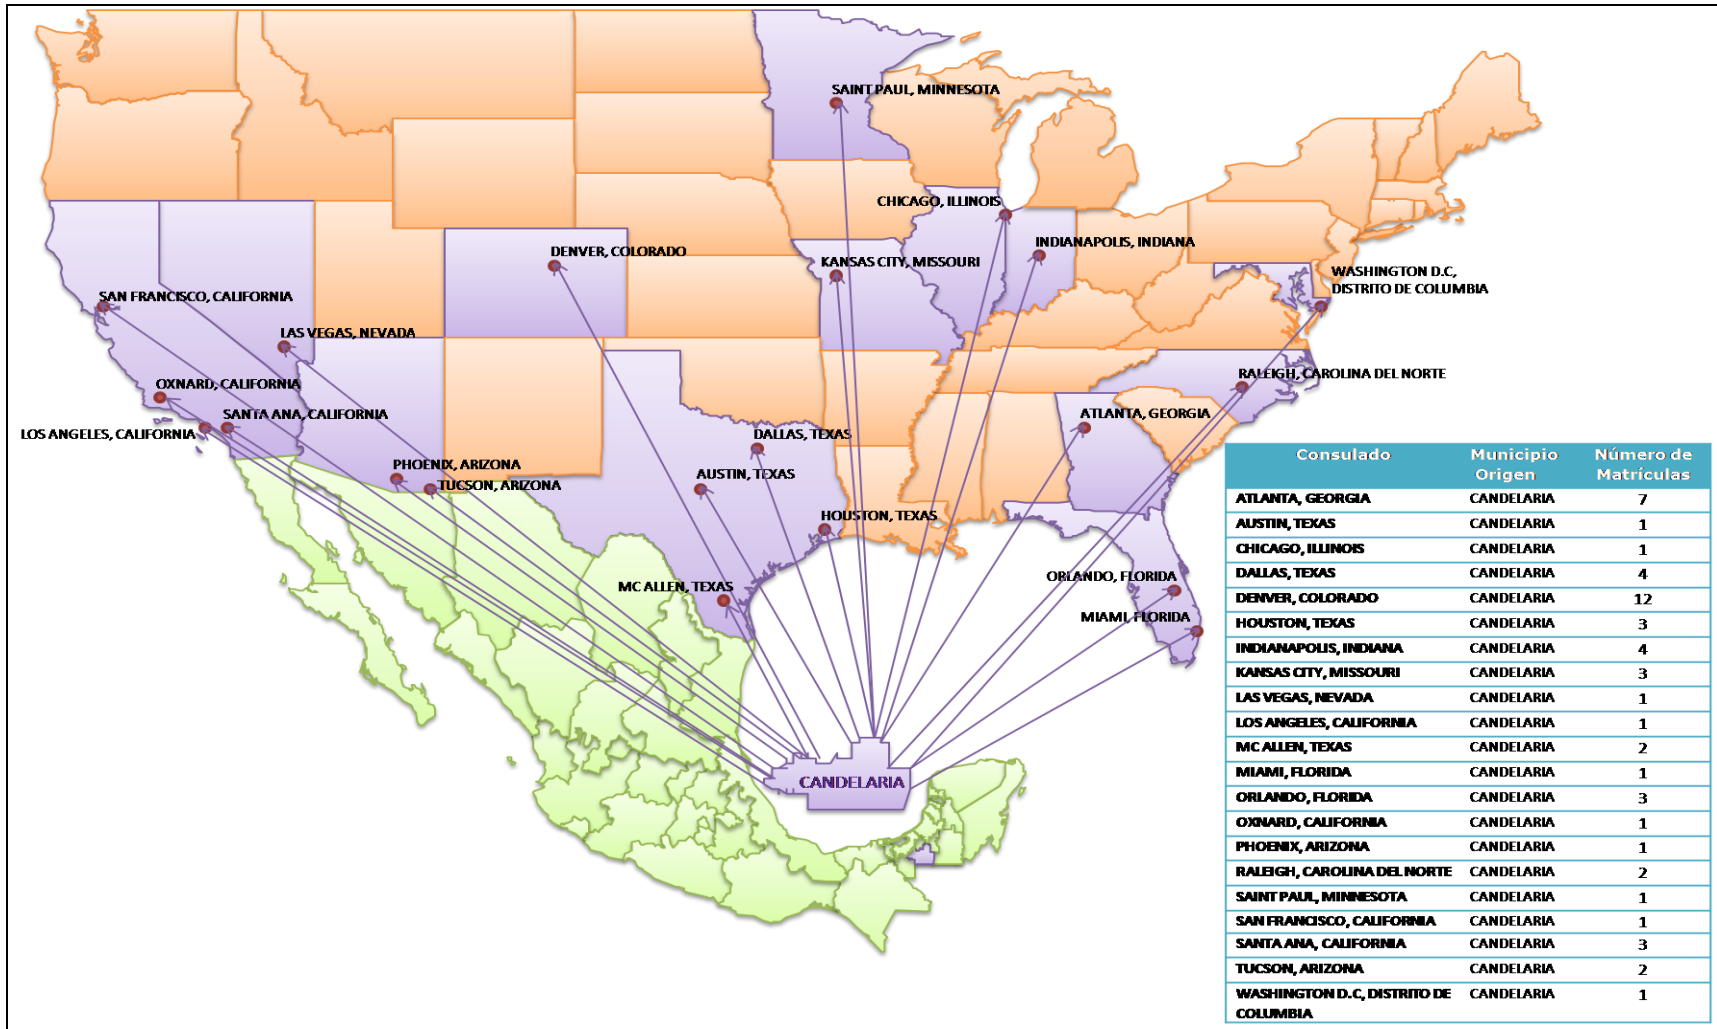 SAINT PAUL, MINNESOTA
CHICAGO, ILLINOIS
INDIANAPOLIS, INDIANA
DENVER, COLORADO
KANSAS CITY, MISSOURI
WASHINGTON D.C,
DISTRITO DE COLUMBIA
SAN FRANCISCO, CALIFORNIA
LAS VEGAS, NEVADA
OXNARD, CALIFORNIA
RALEIGH, CAROLINA DEL NORTE
SANTA ANA, CALIFORNIA
ATLANTA, GEORGIA
LOS ANGELES, CALIFORNIA
DALLAS, TEXAS
PHOENIX, ARIZONA
AUSTIN, TEXAS
TUCSON, ARIZONA
HOUSTON, TEXAS
ORLANDO, FLORIDA
MC ALLEN, TEXAS
MIAMI, FLORIDA
CANDELARIA
Consulado Municipio Origen Número de Matrículas
ATLANTA, GEORGIA CANDELARIA 7
AUSTIN, TEXAS CANDELARIA 1
CHICAGO, ILLINOIS CANDELARIA 1
DALLAS, TEXAS CANDELARIA 4
DENVER, COLORADO CANDELARIA 12
HOUSTON, TEXAS CANDELARIA 3
INDIANAPOLIS, INDIANA CANDELARIA 4
KANSAS CITY, MISSOURI CANDELARIA 3
LAS VEGAS, NEVADA CANDELARIA 1
LOS ANGELES, CALIFORNIA CANDELARIA 1
MC ALLEN, TEXAS CANDELARIA 2
MIAMI, FLORIDA CANDELARIA 1
ORLANDO, FLORIDA CANDELARIA 3
OXNARD, CALIFORNIA CANDELARIA 1
PHOENIX, ARIZONA CANDELARIA 1
RALEIGH, CAROLINA DEL NORTE CANDELARIA 2
SAINT PAUL, MINNESOTA CANDELARIA 1
SAN FRANCISCO, CALIFORNIA CANDELARIA 1
SANTA ANA, CALIFORNIA CANDELARIA 3
TUCSON, ARIZONA CANDELARIA 2
WASHINGTON D.C, DISTRITO DE CANDELARIA 1
COLUMBIA